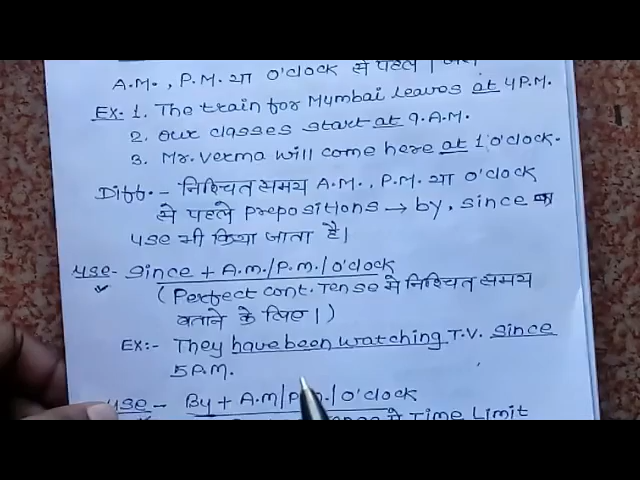 A.M., P.M. या O'clock से पहले । जैसे
EX:- 1. The train for Mumbai leaves at 4 P.M.
2. Our classes start at 9 A.M.
3. Mr. Verma will come here at 1 O'clock.
Diff. - निश्चित समय A.M., P.M. या O'clock
से पहले prepositions → by, since का
use भी किया जाता है।
use- since + A.M./P.M./O'clock
(Perfect cont. Tense में निश्चित समय
बताने के लिए।)
EX:- They have been watching T.V. since
5 A.M.
use - By + A.M/P.M./O'clock
में Time Limit